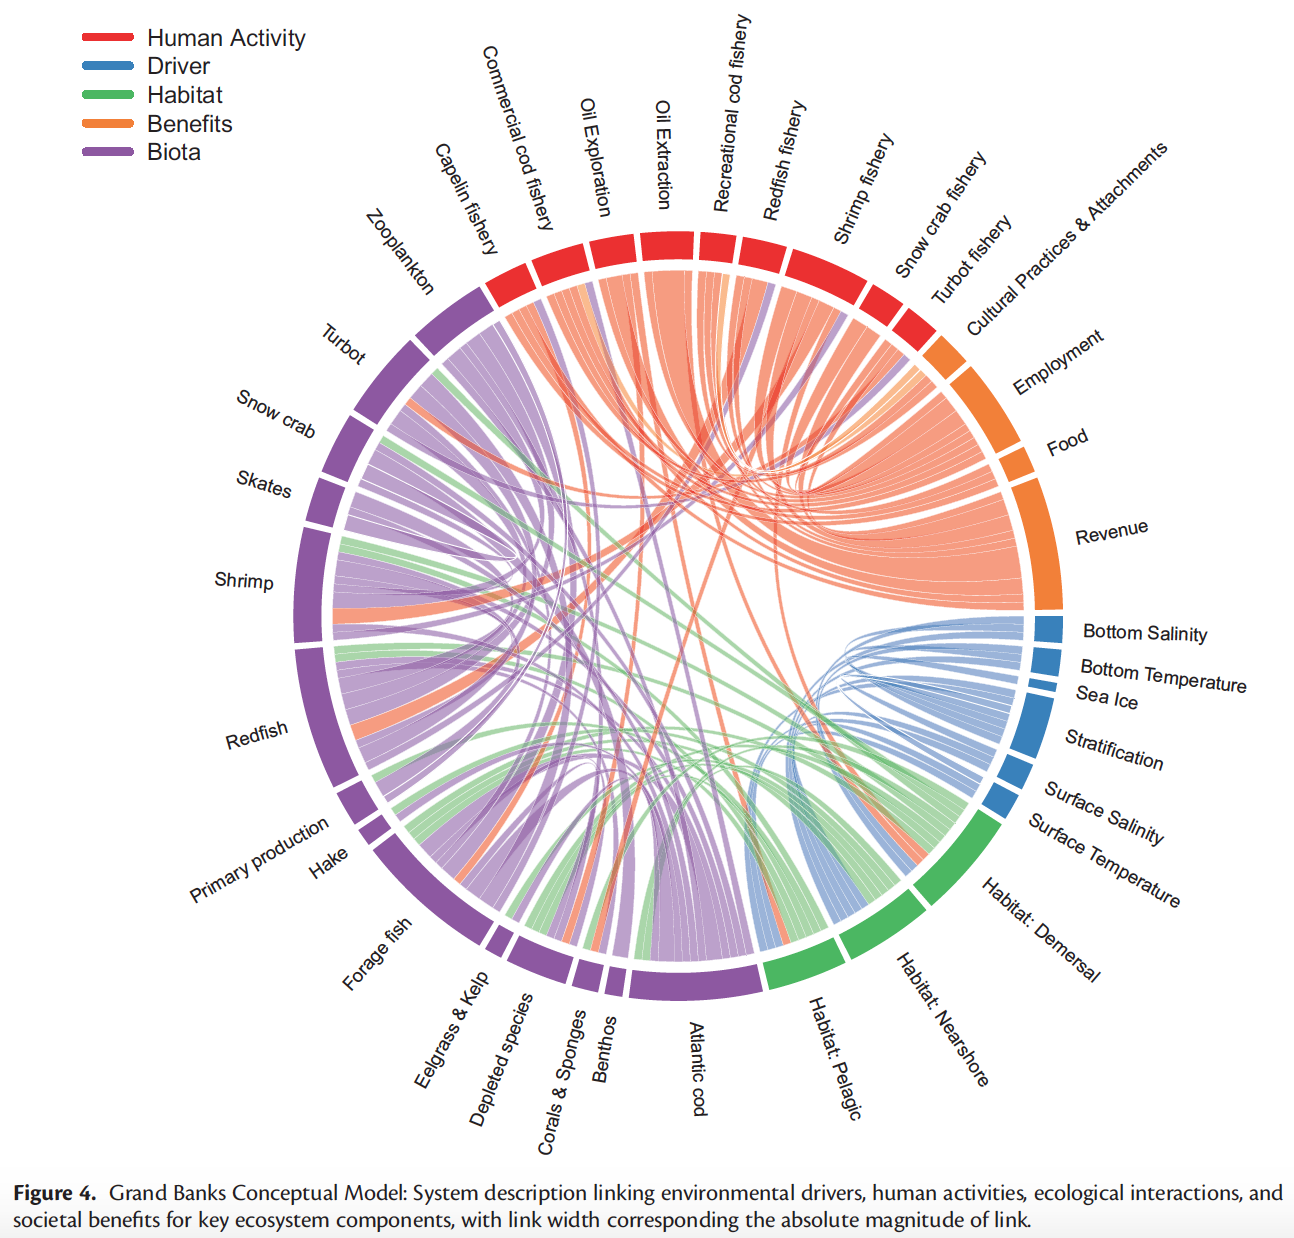 Human Activity
Driver
Habitat
Benefits
Biota
Capelin fishery
Commercial cod fishery
Oil Exploration
Oil Extraction
Recreational cod fishery
Redfish fishery
Shrimp fishery
Snow crab fishery
Turbot fishery
Cultural Practices & Attachments
Employment
Food
Revenue
Bottom Salinity
Bottom Temperature
Sea Ice
Stratification
Surface Salinity
Surface Temperature
Habitat: Demersal
Habitat: Nearshore
Habitat: Pelagic
Atlantic cod
Benthos
Corals & Sponges
Depleted species
Eelgrass & Kelp
Forage fish
Hake
Primary production
Redfish
Shrimp
Skates
Snow crab
Turbot
Zooplankton
Figure 4. Grand Banks Conceptual Model: System description linking environmental drivers, human activities, ecological interactions, and
societal benefits for key ecosystem components, with link width corresponding the absolute magnitude of link.